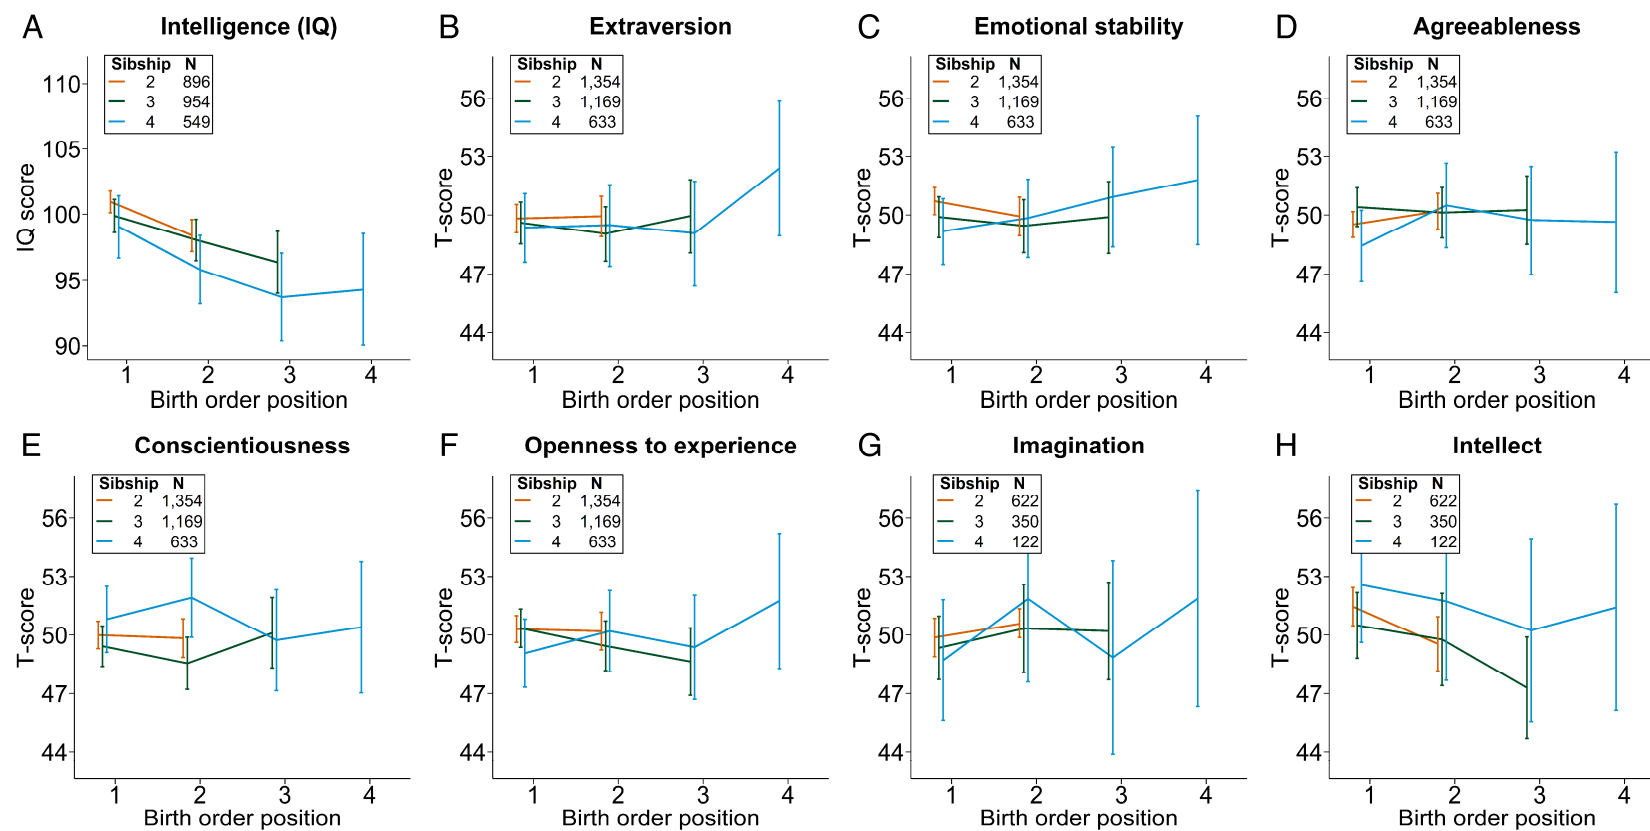 A Intelligence (IQ)
Sibship N
2 896
3 954
4 549
110
105
100
95
90
IQ score
1 2 3 4
Birth order position
B Extraversion
Sibship N
2 1,354
3 1,169
4 633
56
53
50
47
44
T-score
1 2 3 4
Birth order position
C Emotional stability
Sibship N
2 1,354
3 1,169
4 633
56
53
50
47
44
T-score
1 2 3 4
Birth order position
D Agreeableness
Sibship N
2 1,354
3 1,169
4 633
56
53
50
47
44
T-score
1 2 3 4
Birth order position
E Conscientiousness
Sibship N
2 1,354
3 1,169
4 633
56
53
50
47
44
T-score
1 2 3 4
Birth order position
F Openness to experience
Sibship N
2 1,354
3 1,169
4 633
56
53
50
47
44
T-score
1 2 3 4
Birth order position
G Imagination
Sibship N
2 622
3 350
4 122
56
53
50
47
44
T-score
1 2 3 4
Birth order position
H Intellect
Sibship N
2 622
3 350
4 122
56
53
50
47
44
T-score
1 2 3 4
Birth order position